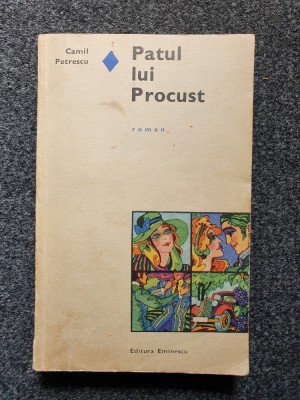 Camil
Petrescu
Patul
lui
Procust
roman
Editura Eminescu